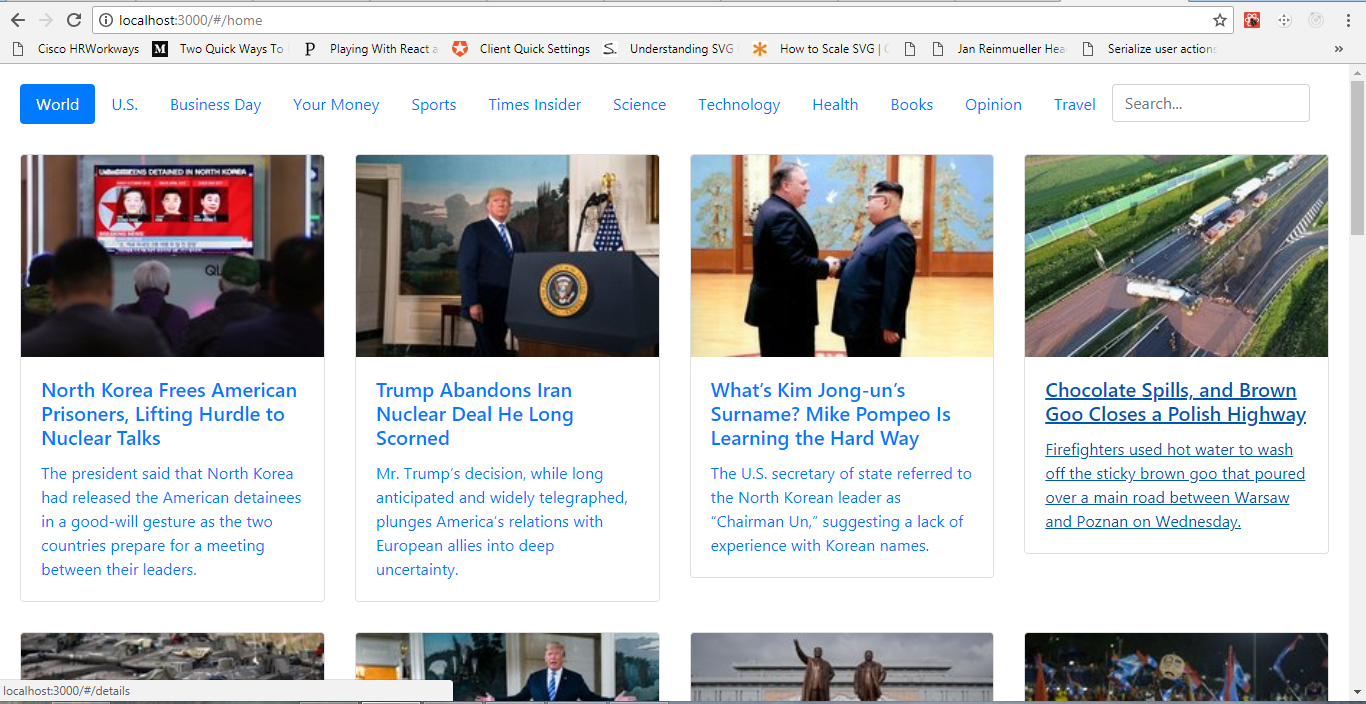 localhost:3000/#/home
Cisco HRWorkways Two Quick Ways To Playing With React a Client Quick Settings Understanding SVG How to Scale SVG | Jan Reinmueller Hea Serialize user actions »
World U.S. Business Day Your Money Sports Times Insider Science Technology Health Books Opinion Travel Search...
DETAINED IN NORTH KOREA
BREAKING NEWS
North Korea Frees American
Prisoners, Lifting Hurdle to
Nuclear Talks
The president said that North Korea
had released the American detainees
in a good-will gesture as the two
countries prepare for a meeting
between their leaders.
Trump Abandons Iran
Nuclear Deal He Long
Scorned
Mr. Trump’s decision, while long
anticipated and widely telegraphed,
plunges America’s relations with
European allies into deep
uncertainty.
What’s Kim Jong-un’s
Surname? Mike Pompeo Is
Learning the Hard Way
The U.S. secretary of state referred to
the North Korean leader as
“Chairman Un,” suggesting a lack of
experience with Korean names.
Chocolate Spills, and Brown
Goo Closes a Polish Highway
Firefighters used hot water to wash
off the sticky brown goo that poured
over a main road between Warsaw
and Poznan on Wednesday.
localhost:3000/#/details